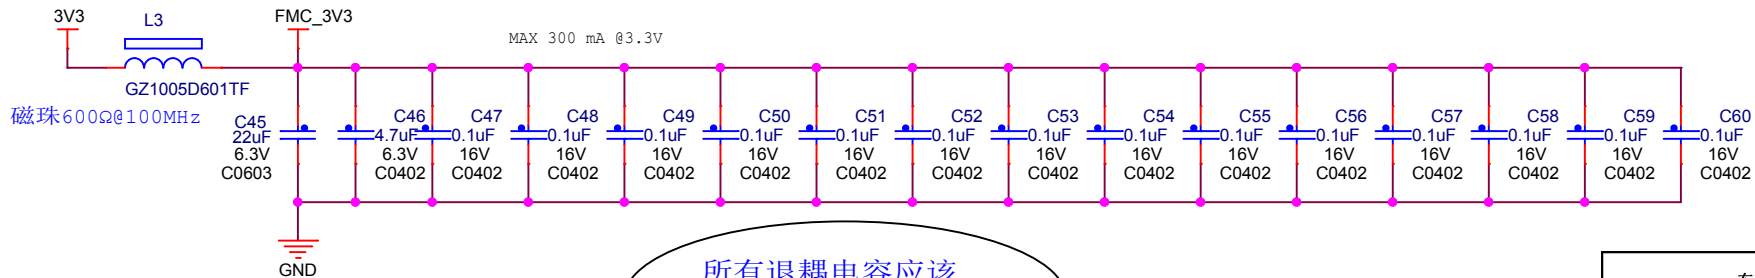 3V3
L3
FMC_3V3
MAX 300 mA @3.3V
GZ1005D601TF
磁珠600Ω@100MHz
C45
22uF
6.3V
C0603
C46
4.7uF
6.3V
C0402
C47
0.1uF
16V
C0402
C48
0.1uF
16V
C0402
C49
0.1uF
16V
C0402
C50
0.1uF
16V
C0402
C51
0.1uF
16V
C0402
C52
0.1uF
16V
C0402
C53
0.1uF
16V
C0402
C54
0.1uF
16V
C0402
C55
0.1uF
16V
C0402
C56
0.1uF
16V
C0402
C57
0.1uF
16V
C0402
C58
0.1uF
16V
C0402
C59
0.1uF
16V
C0402
C60
0.1uF
16V
C0402
GND
所有退耦电容应该